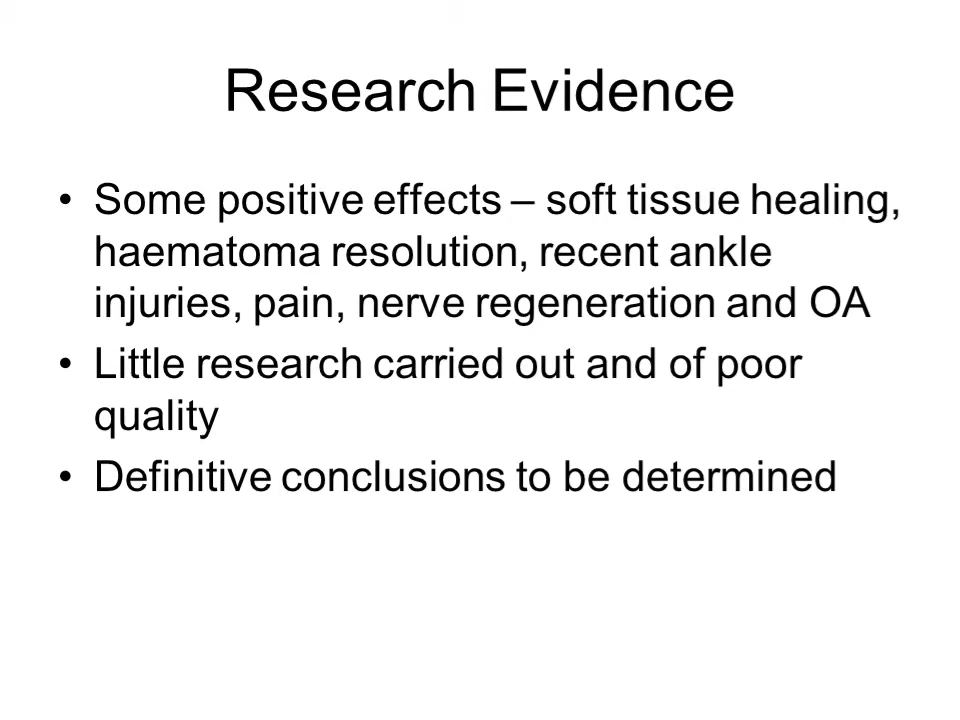 Research Evidence
• Some positive effects – soft tissue healing,
haematoma resolution, recent ankle
injuries, pain, nerve regeneration and OA
• Little research carried out and of poor
quality
• Definitive conclusions to be determined